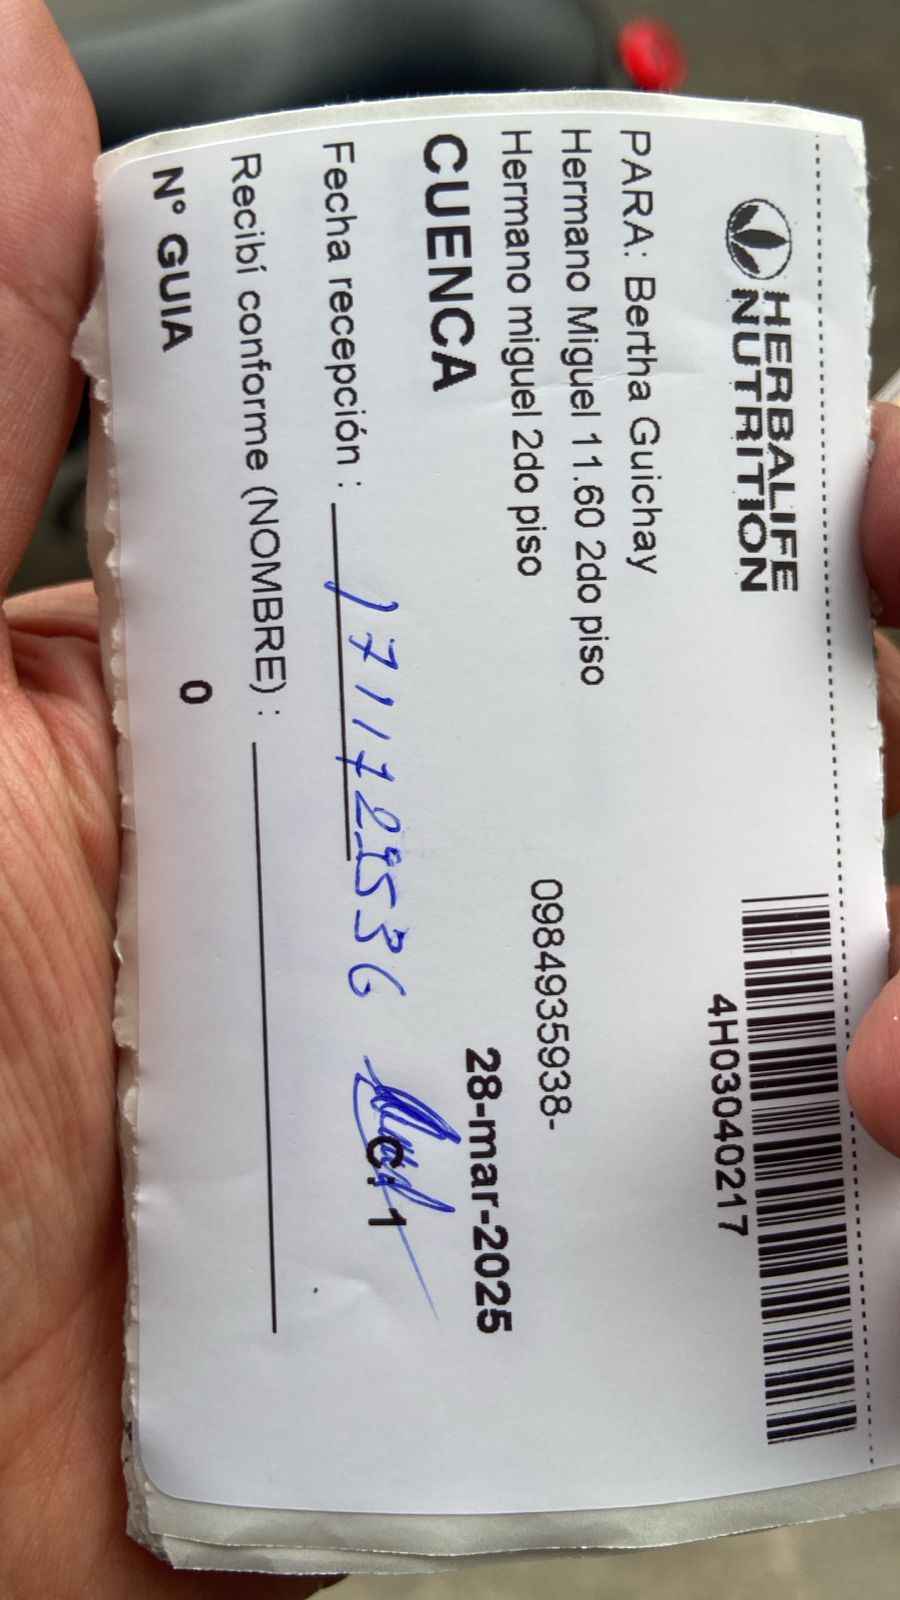 HERBALIFE
NUTRITION
4H03040217
PARA: Bertha Guichay
Hermano Miguel 11.60 2do piso
Hermano miguel 2do piso
0984935938-
CUENCA
28-mar-2025
Fecha recepción :
C: 1
Recibí conforme (NOMBRE) :
N° GUIA
0